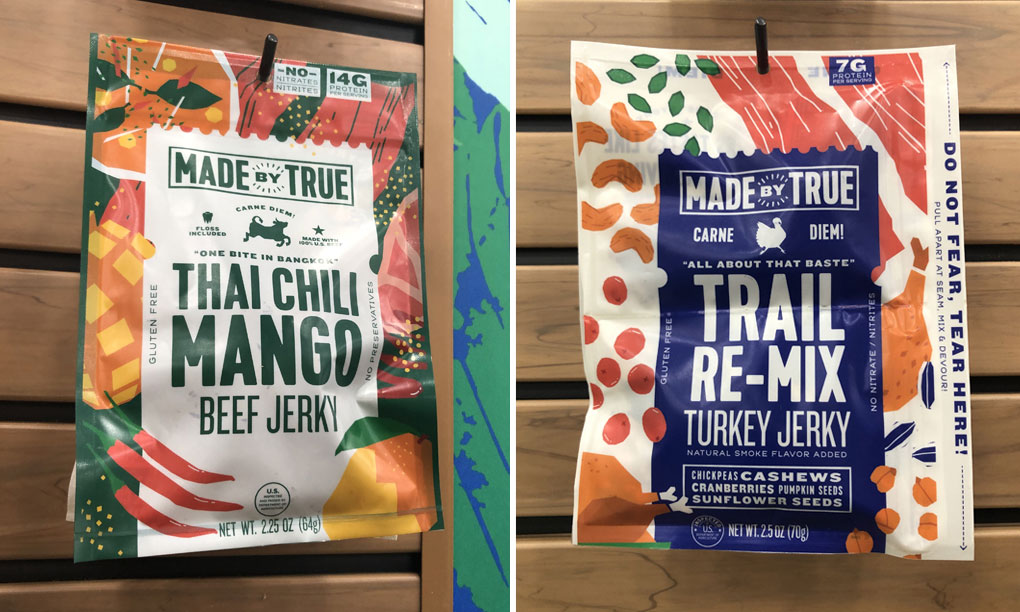 -NO-
NITRATES
NITRITES
14G
PROTEIN
PER SERVING
MADE BY TRUE
CARNE DIEM!
FLOSS
INCLUDED
MADE WITH
100% U.S. BEEF
"ONE BITE IN BANGKOK"
THAI CHILI
MANGO
BEEF JERKY
GLUTEN FREE
NO PRESERVATIVES
U.S.
NET WT. 2.25 OZ (64g)
7G
PROTEIN
PER SERVING
MADE BY TRUE
CARNE DIEM!
"ALL ABOUT THAT BASTE"
TRAIL
RE-MIX
TURKEY JERKY
NATURAL SMOKE FLAVOR ADDED
GLUTEN FREE
NO NITRATE / NITRITES
CHICKPEAS CASHEWS
CRANBERRIES PUMPKIN SEEDS
SUNFLOWER SEEDS
U.S.
NET WT. 2.5 OZ (70g)
DO NOT FEAR, TEAR HERE!
PULL APART AT SEAM, MIX & DEVOUR!